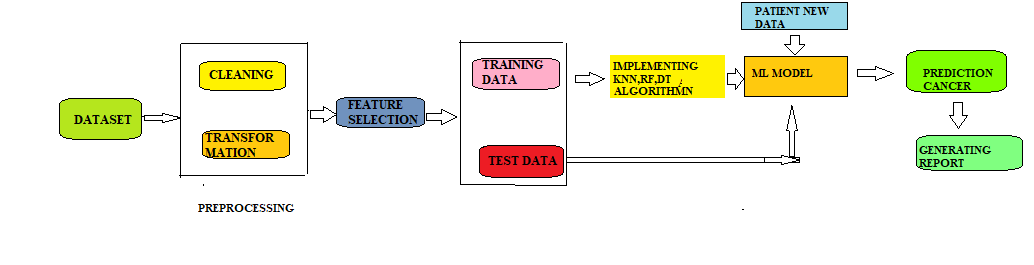 DATASET
CLEANING
TRANSFOR
MATION
PREPROCESSING
FEATURE
SELECTION
TRAINING
DATA
TEST DATA
IMPLEMENTING
KNN,RF,DT
ALGORITHMN
PATIENT NEW
DATA
ML MODEL
PREDICTION
CANCER
GENERATING
REPORT